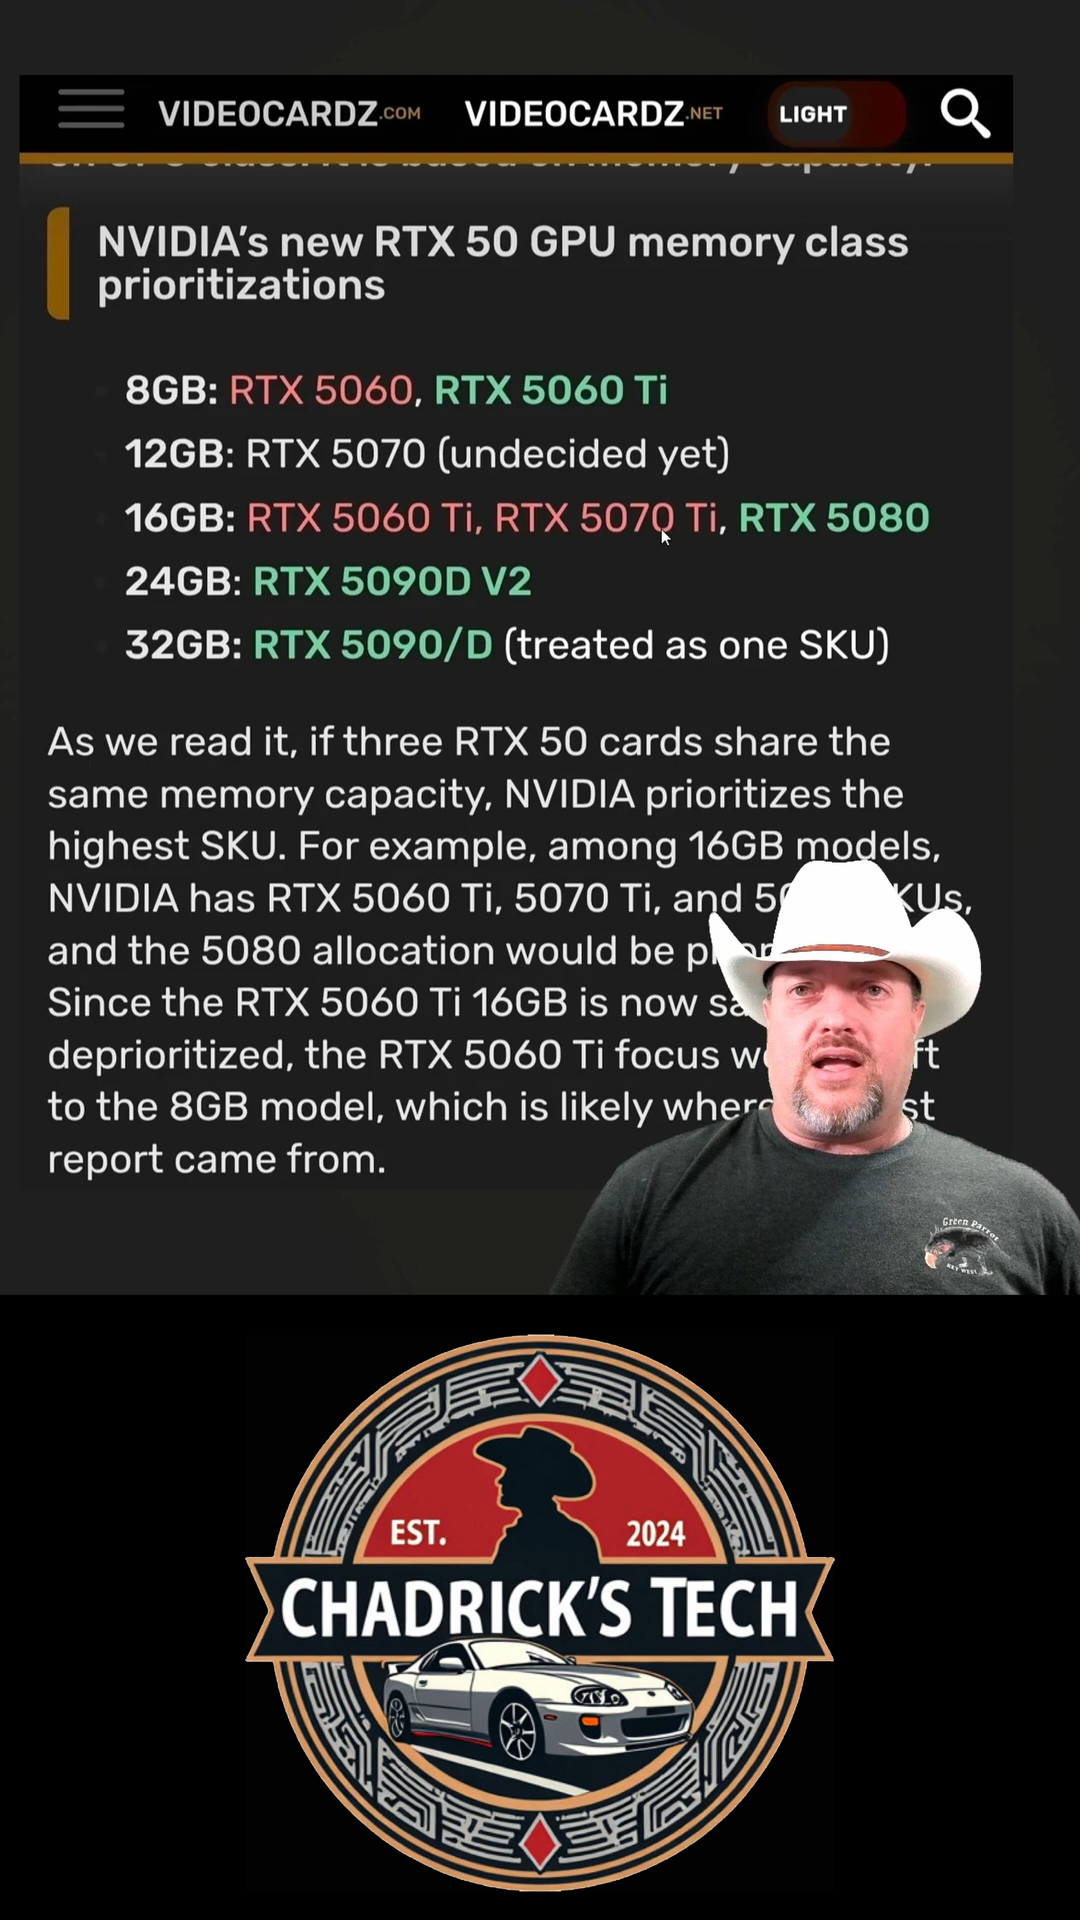 VIDEOCARDZ.COM VIDEOCARDZ.NET LIGHT
NVIDIA's new RTX 50 GPU memory class
prioritizations
8GB: RTX 5060, RTX 5060 Ti
12GB: RTX 5070 (undecided yet)
16GB: RTX 5060 Ti, RTX 5070 Ti, RTX 5080
24GB: RTX 5090D V2
32GB: RTX 5090/D (treated as one SKU)
As we read it, if three RTX 50 cards share the
same memory capacity, NVIDIA prioritizes the
highest SKU. For example, among 16GB models,
NVIDIA has RTX 5060 Ti, 5070 Ti, and
and the 5080 allocation would be
Since the RTX 5060 Ti 16GB is now
deprioritized, the RTX 5060 Ti focus
to the 8GB model, which is likely
report came from.
Green Parrot
KEY WEST
EST. 2024
CHADRICK'S TECH